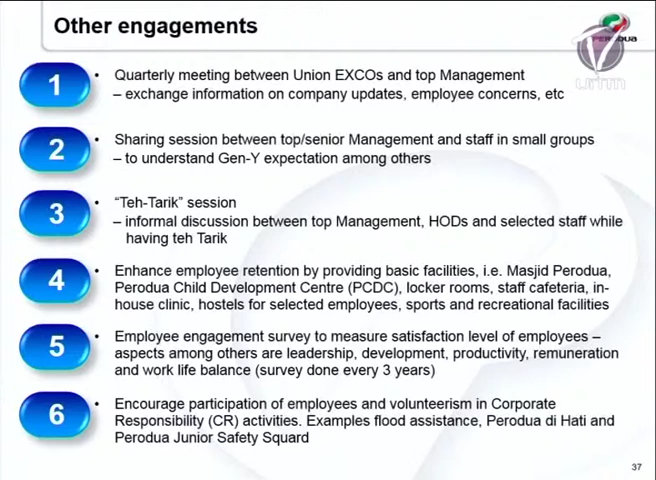 Other engagements
PERODUA
1
• Quarterly meeting between Union EXCOs and top Management
– exchange information on company updates, employee concerns, etc
2
• Sharing session between top/senior Management and staff in small groups
– to understand Gen-Y expectation among others
3
• “Teh-Tarik” session
– informal discussion between top Management, HODs and selected staff while
having teh Tarik
4
• Enhance employee retention by providing basic facilities, i.e. Masjid Perodua,
Perodua Child Development Centre (PCDC), locker rooms, staff cafeteria, in-
house clinic, hostels for selected employees, sports and recreational facilities
5
• Employee engagement survey to measure satisfaction level of employees –
aspects among others are leadership, development, productivity, remuneration
and work life balance (survey done every 3 years)
6
• Encourage participation of employees and volunteerism in Corporate
Responsibility (CR) activities. Examples flood assistance, Perodua di Hati and
Perodua Junior Safety Squard
37